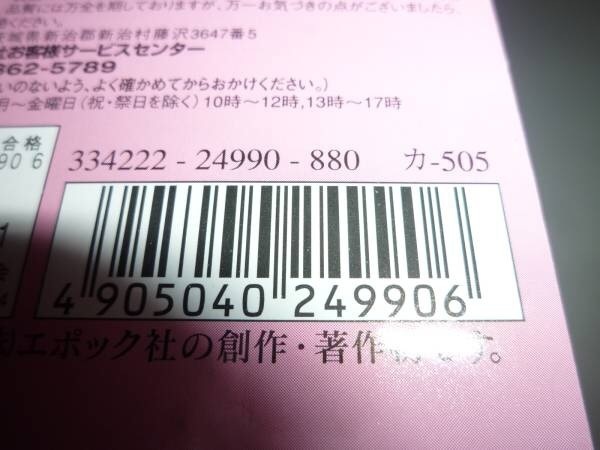 品質には万全を期しておりますが、万一お気づきの点がございましたら、
茨城県新治郡新治村藤沢3647番5
社お客様サービスセンター
862-5789
いのないよう、よく確かめてからおかけください。)
月〜金曜日(祝・祭日を除く)10時〜12時,13時〜17時
合格
906
334222 - 24990 - 880 カ-505
4 905040 249906
エポック社の創作・著作物です。